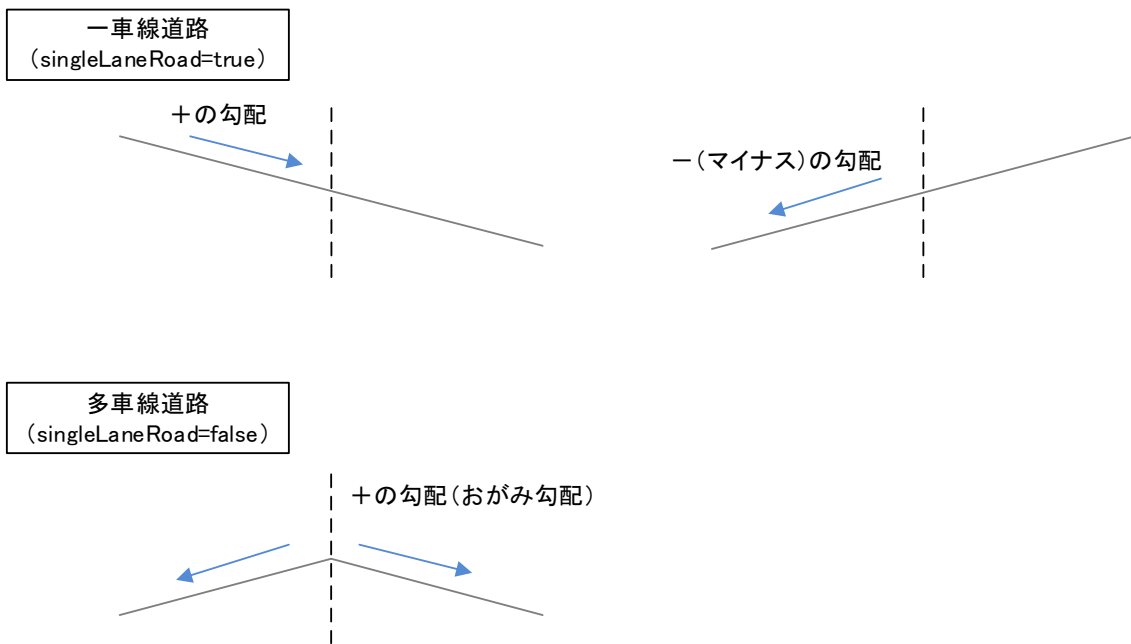 一車線道路
（singleLaneRoad=true）
＋の勾配
－（マイナス）の勾配
多車線道路
（singleLaneRoad=false）
＋の勾配（おがみ勾配）